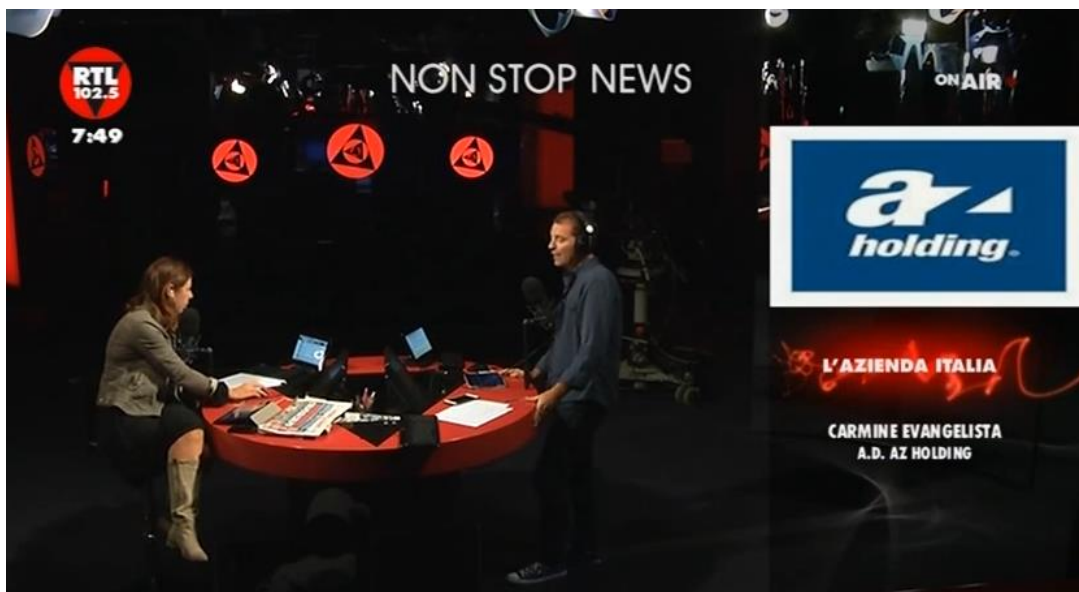 RTL
102.5
7:49
NON STOP NEWS
ON AIR
az
holding
L'AZIENDA ITALIA
CARMINE EVANGELISTA
A.D. AZ HOLDING